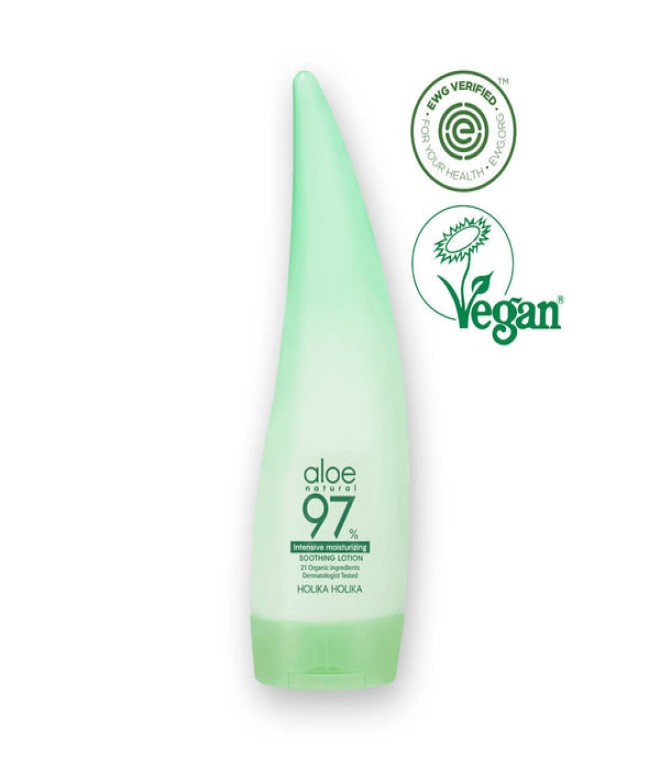 • EWG VERIFIED •
FOR YOUR HEALTH • EWG.ORG
TM
Vegan®
aloe
natural
97%
Intensive moisturizing
SOOTHING LOTION
21 Organic ingredients
Dermatologist Tested
HOLIKA HOLIKA